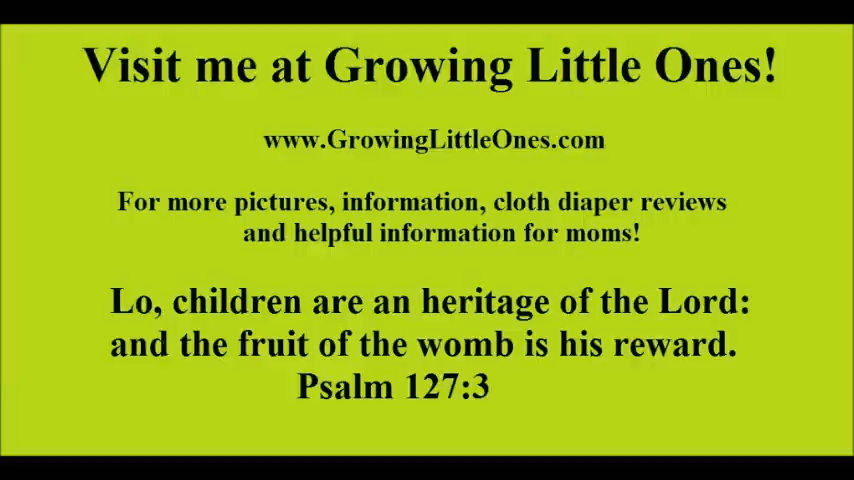 Visit me at Growing Little Ones!
www.GrowingLittleOnes.com
For more pictures, information, cloth diaper reviews
and helpful information for moms!
Lo, children are an heritage of the Lord:
and the fruit of the womb is his reward.
Psalm 127:3